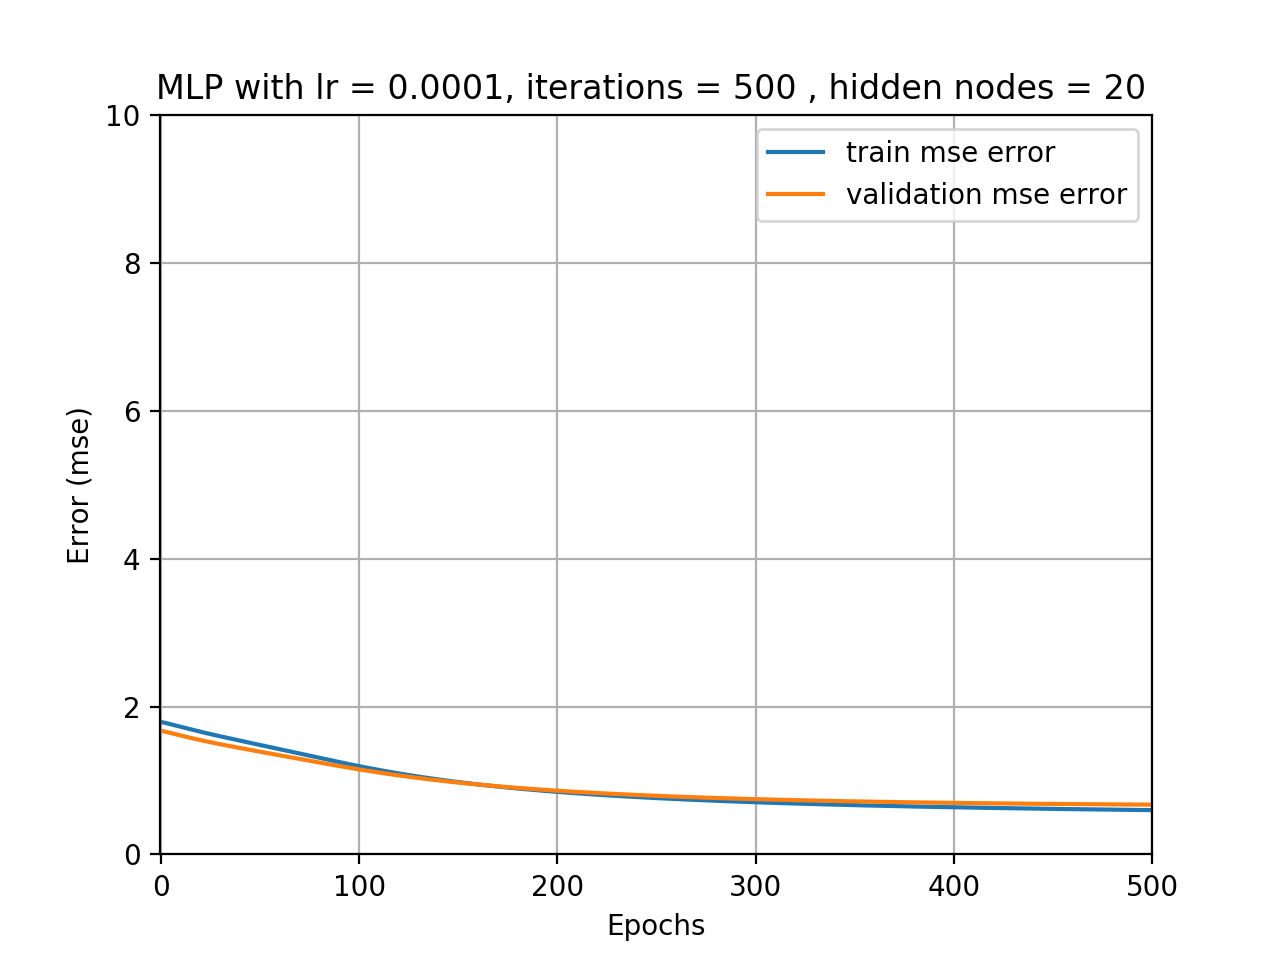 MLP with lr = 0.0001, iterations = 500 , hidden nodes = 20
train mse error
validation mse error
10
8
6
4
2
0
Error (mse)
0 100 200 300 400 500
Epochs